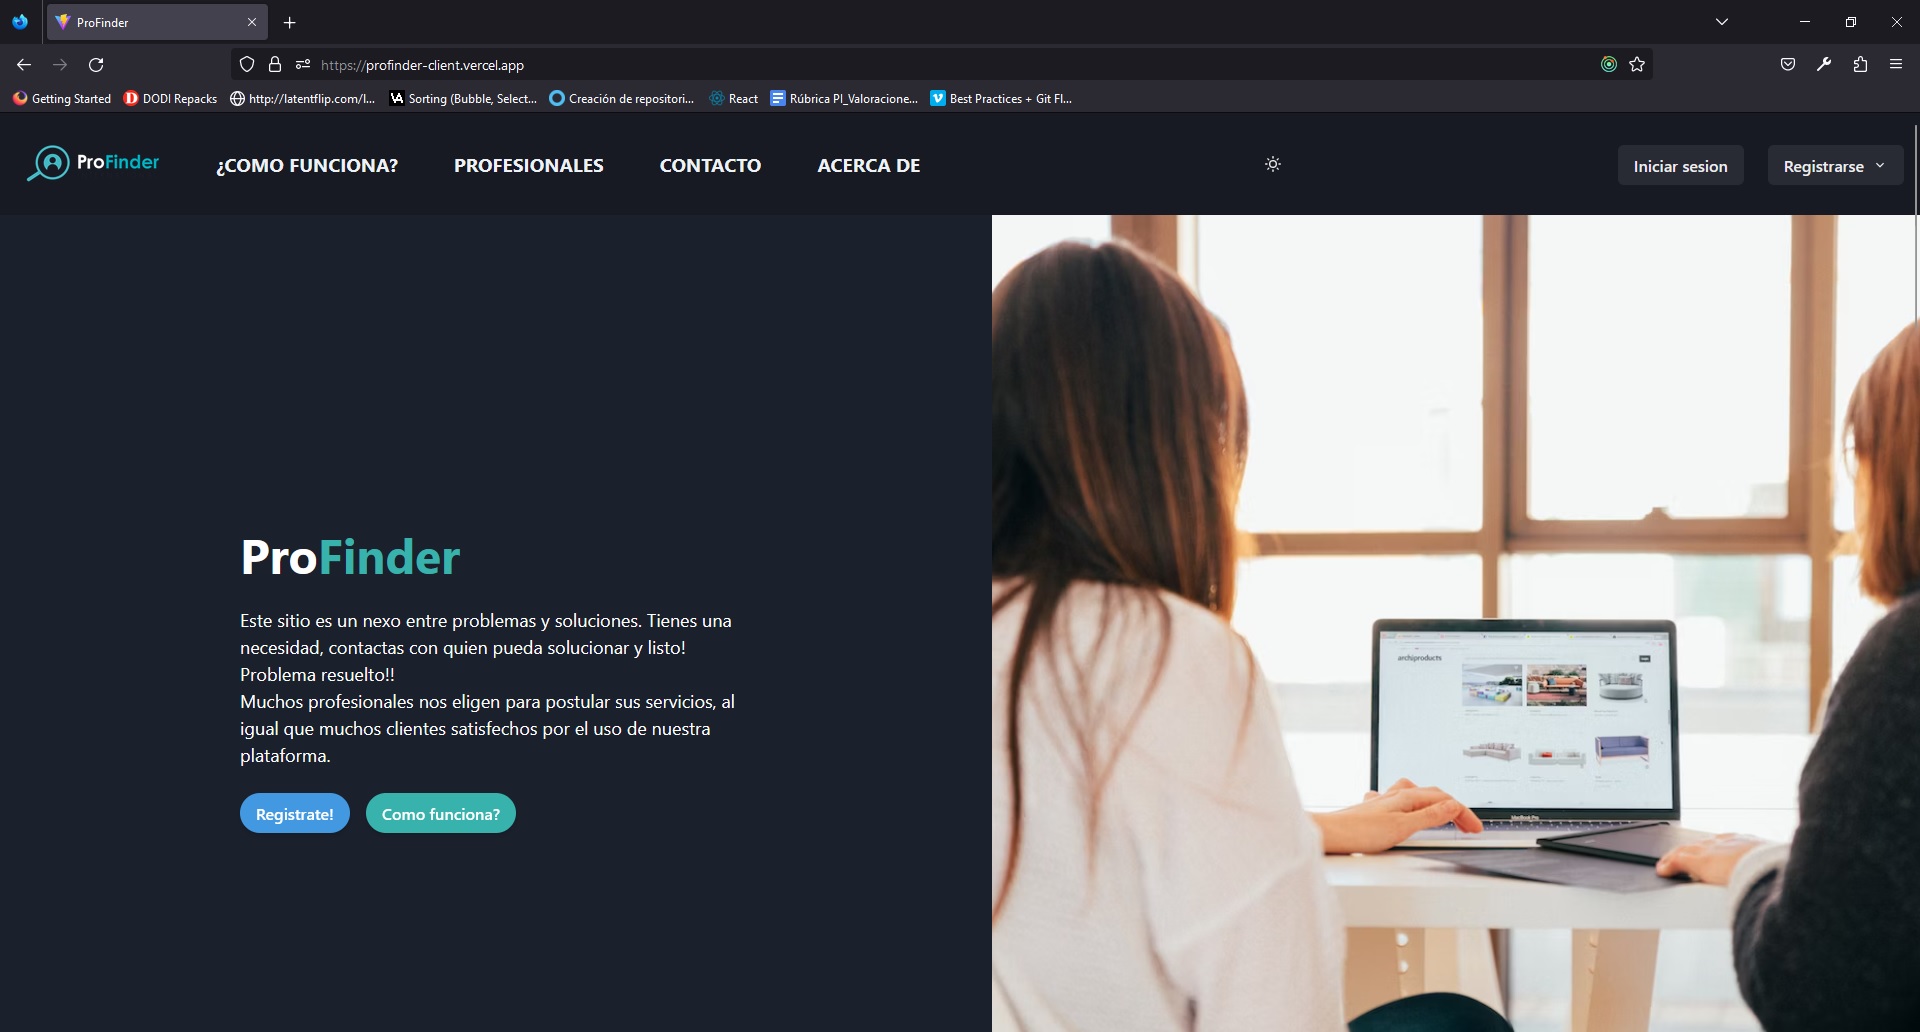 ProFinder
https://profinder-client.vercel.app
Getting Started
DODI Repacks
http://latentflip.com/l...
Sorting (Bubble, Select...
Creación de repositori...
React
Rúbrica PI_Valoracione...
Best Practices + Git Fl...
ProFinder
¿COMO FUNCIONA?
PROFESIONALES
CONTACTO
ACERCA DE
Iniciar sesion
Registrarse
ProFinder
Este sitio es un nexo entre problemas y soluciones. Tienes una
necesidad, contactas con quien pueda solucionar y listo!
Problema resuelto!!
Muchos profesionales nos eligen para postular sus servicios, al
igual que muchos clientes satisfechos por el uso de nuestra
plataforma.
Registrate!
Como funciona?
archiproducts
MacBook Pro